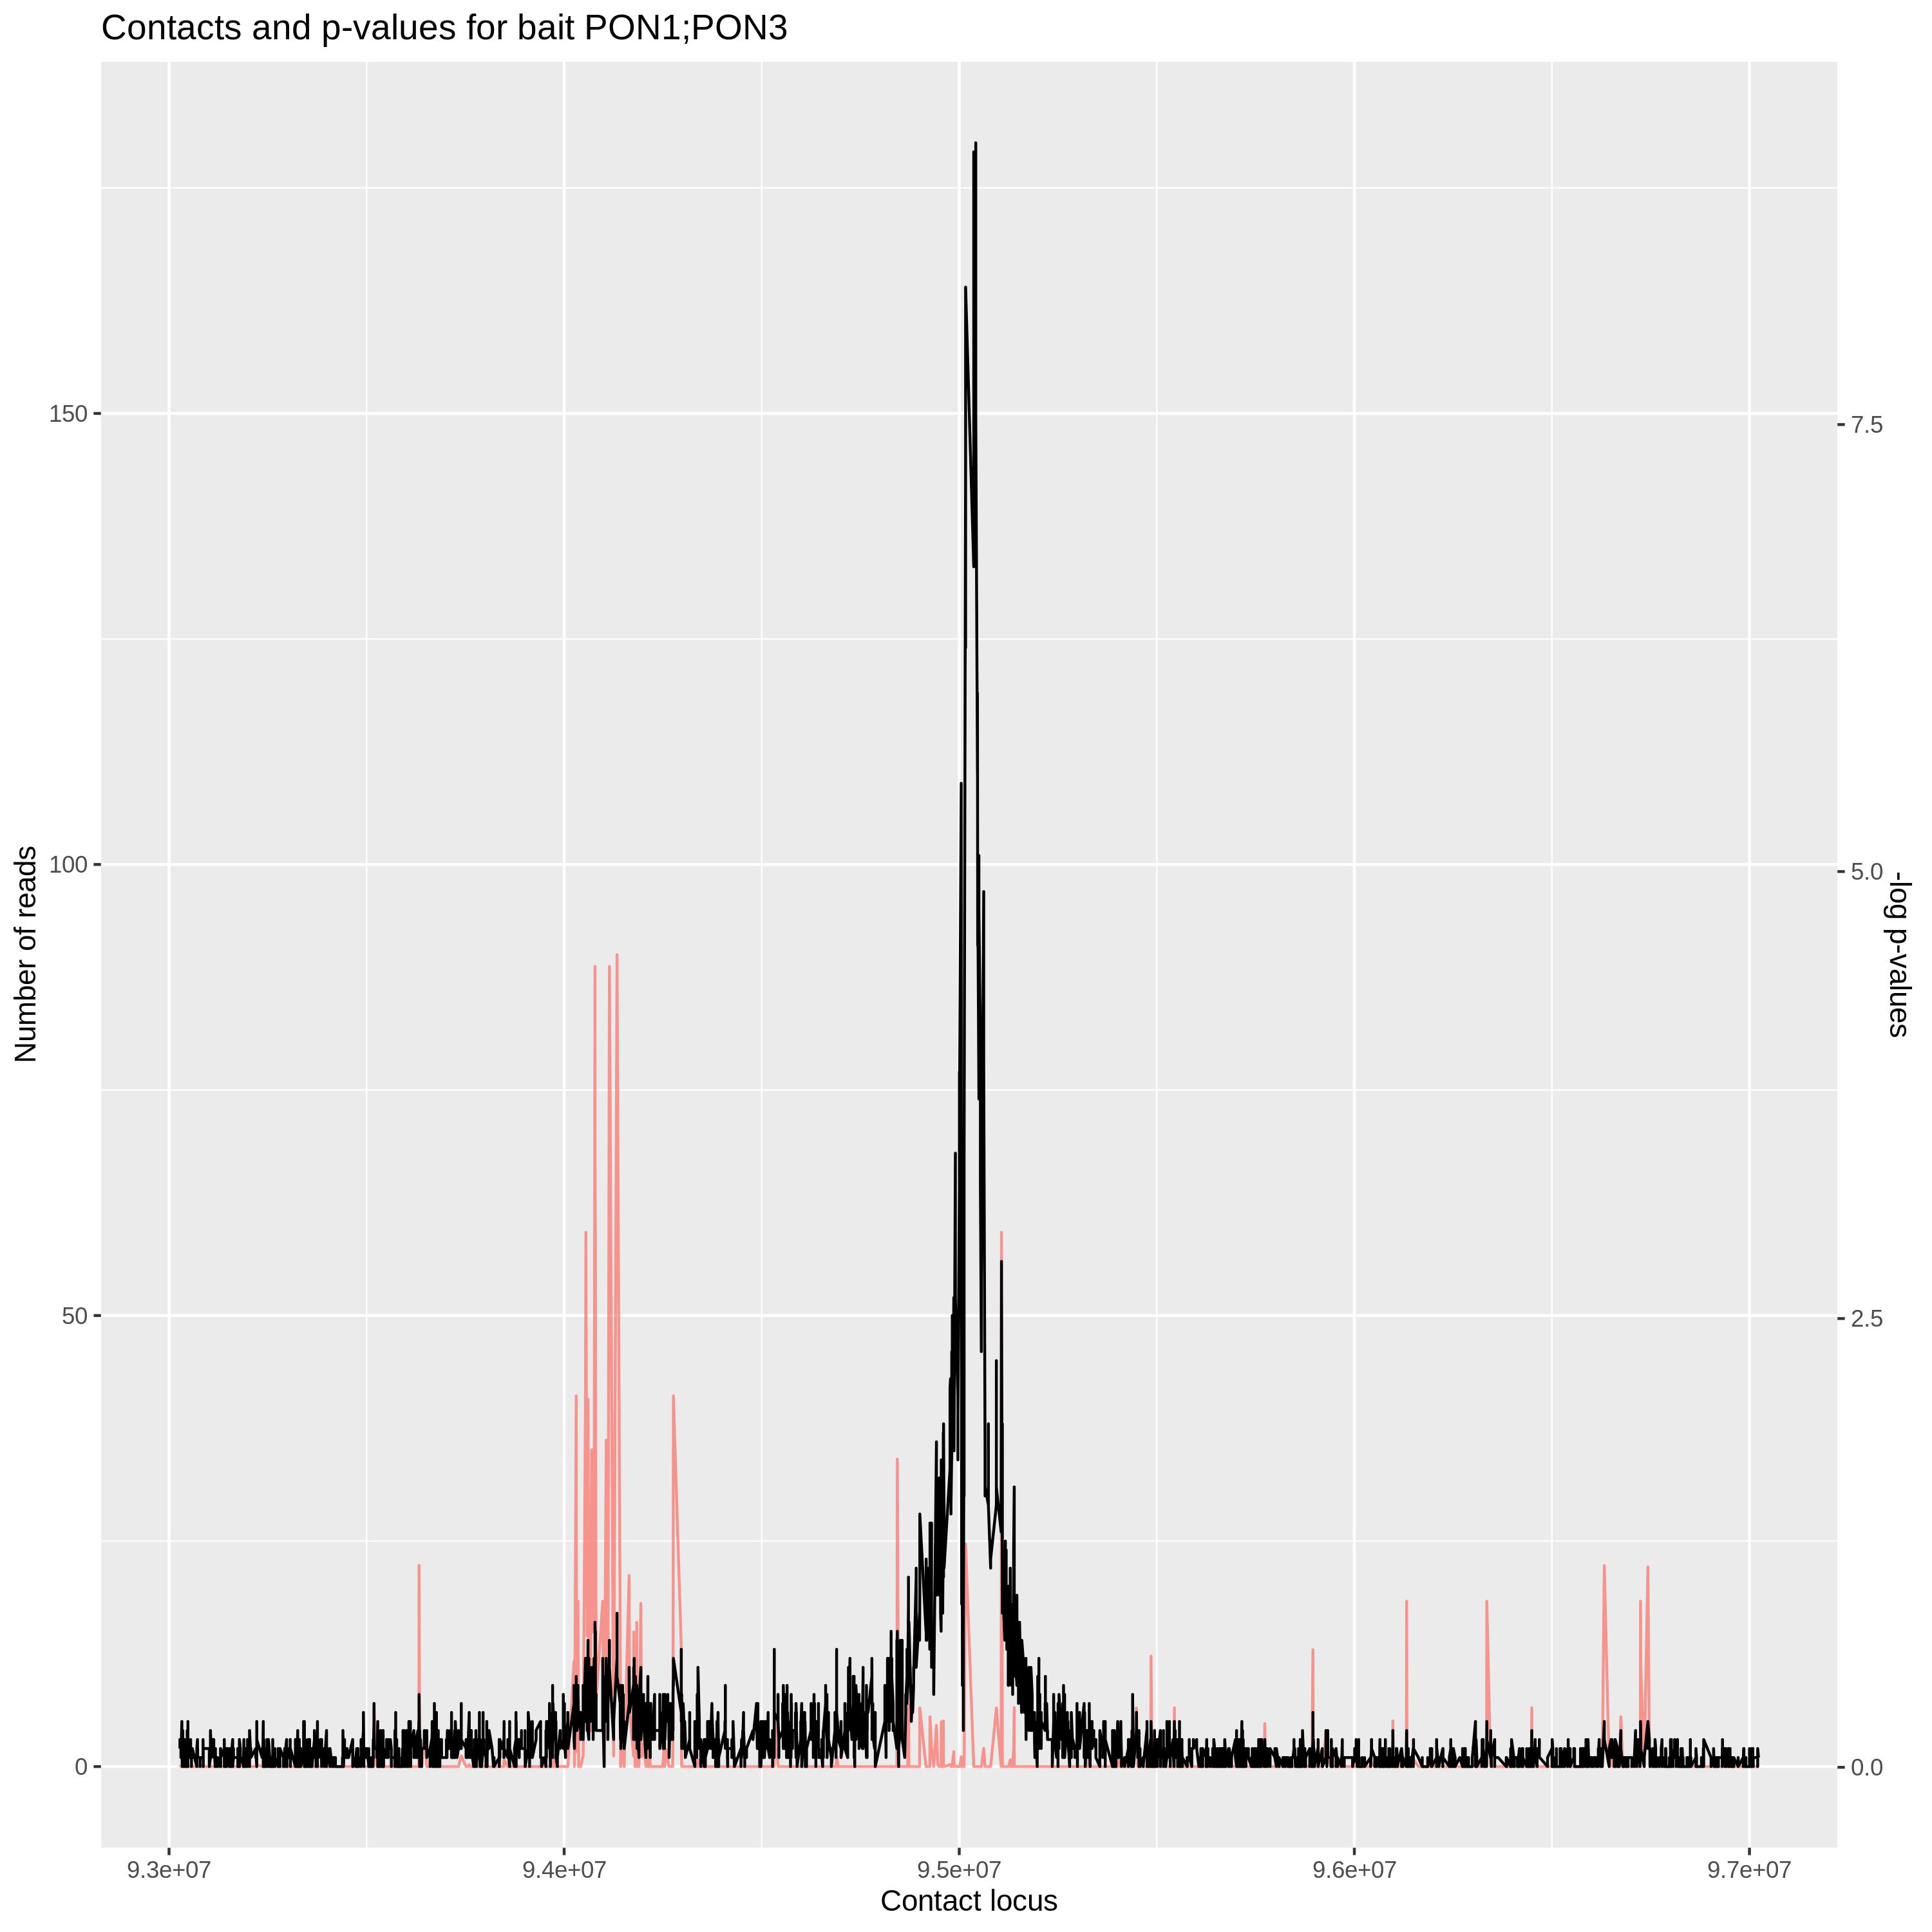 Contacts and p-values for bait PON1;PON3
150
100
50
0
Number of reads
7.5
5.0
2.5
0.0
-log p-values
9.3e+07
9.4e+07
9.5e+07
9.6e+07
9.7e+07
Contact locus